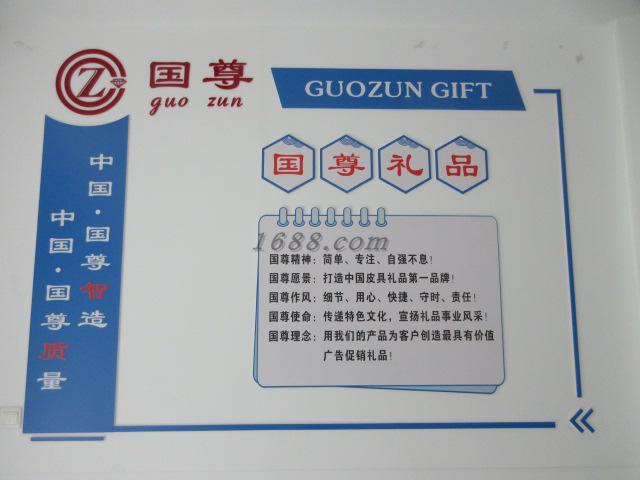 国尊
guo zun
GUOZUN GIFT
中国·国尊智造
中国·国尊质量
国尊礼品
1688.com
国尊精神：简单、专注、自强不息！
国尊愿景：打造中国皮具礼品第一品牌！
国尊作风：细节、用心、快捷、守时、责任！
国尊使命：传递特色文化，宣扬礼品事业风采！
国尊理念：用我们的产品为客户创造最具有价值
广告促销礼品！